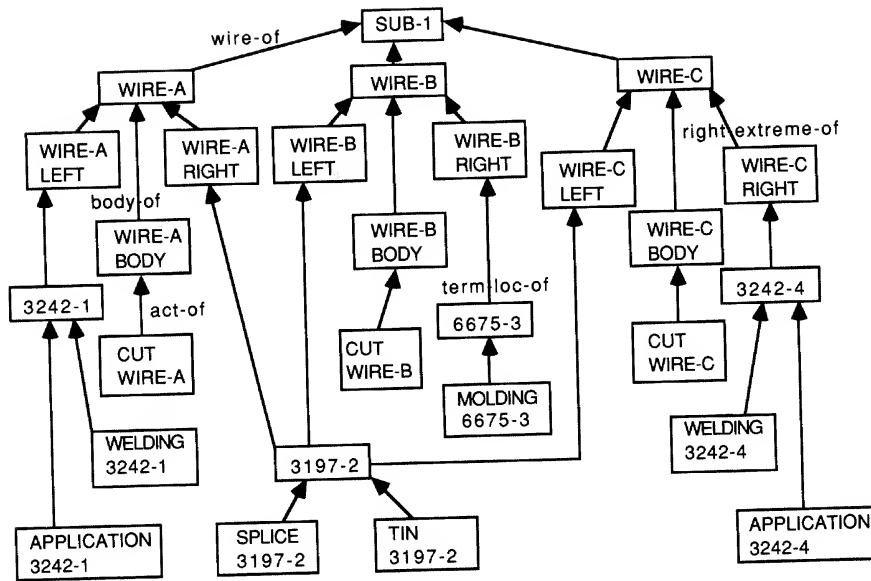 SUB-1
wire-of
WIRE-A
WIRE-B
WIRE-C
WIRE-A
LEFT
WIRE-A
RIGHT
WIRE-B
LEFT
WIRE-B
RIGHT
right-extreme-of
WIRE-C
LEFT
WIRE-C
RIGHT
body-of
WIRE-A
BODY
WIRE-B
BODY
WIRE-C
BODY
3242-1
act-of
term-loc-of
6675-3
3242-4
CUT
WIRE-A
CUT
WIRE-B
CUT
WIRE-C
MOLDING
6675-3
WELDING
3242-1
3197-2
WELDING
3242-4
APPLICATION
3242-1
SPLICE
3197-2
TIN
3197-2
APPLICATION
3242-4